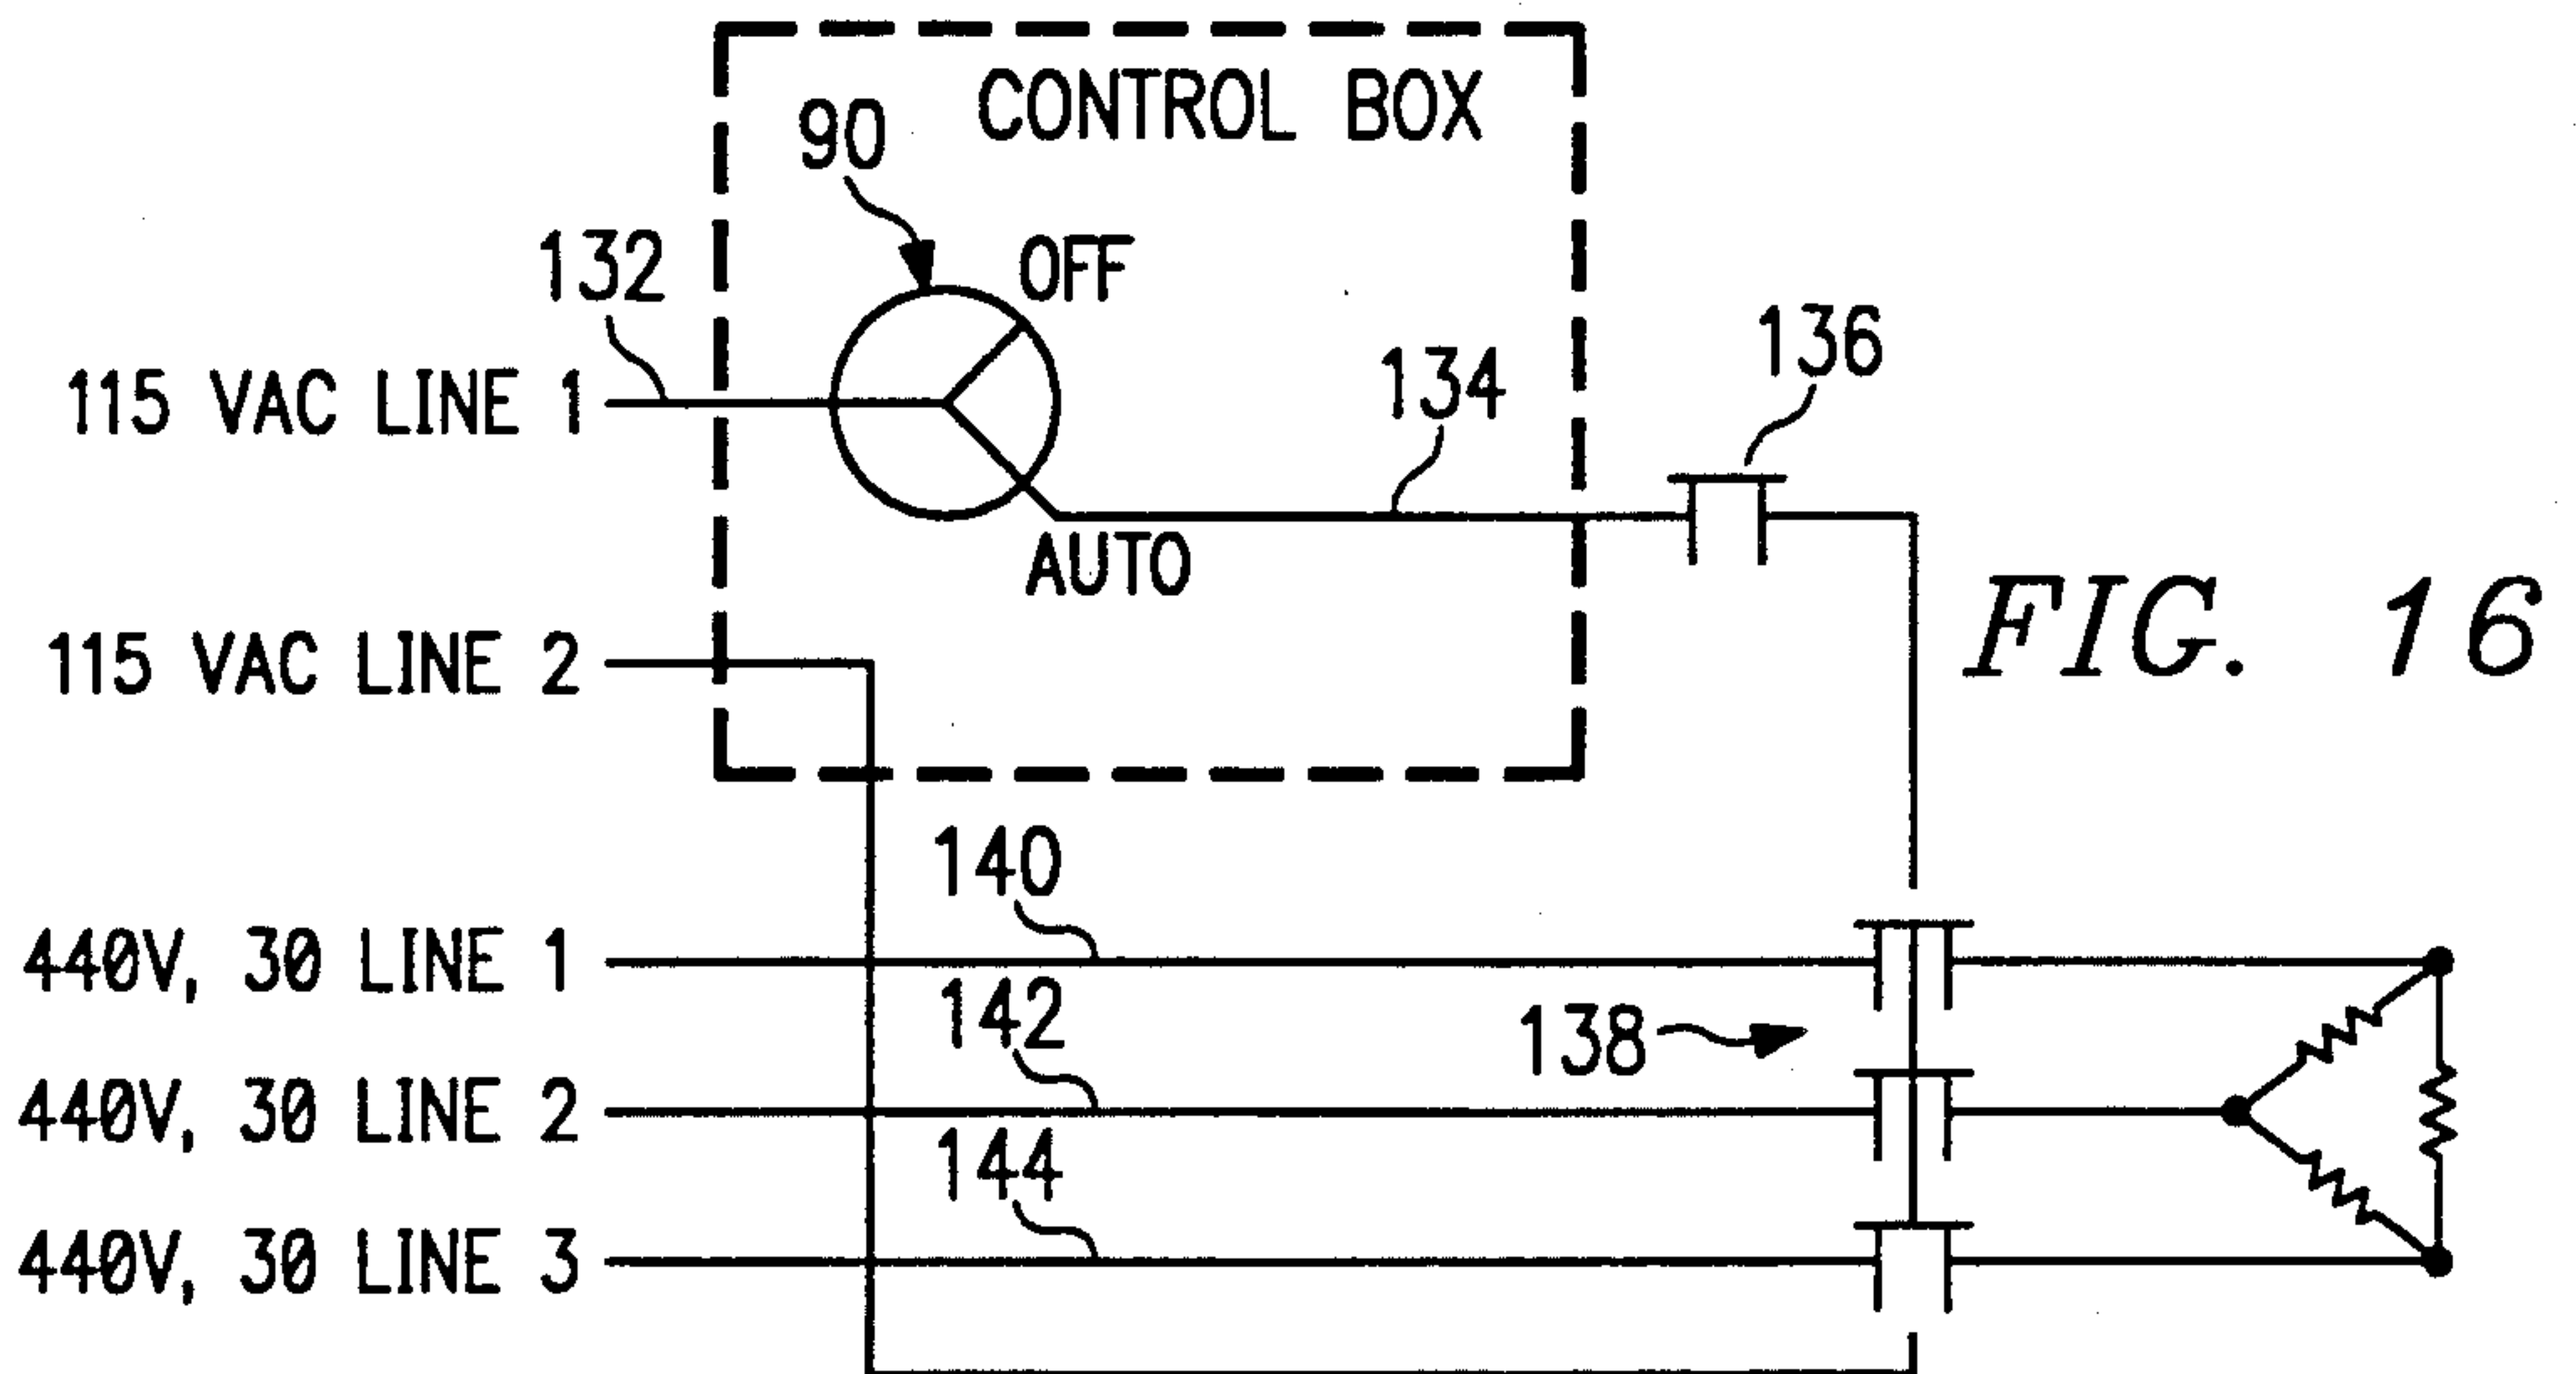 CONTROL BOX
90
OFF
132
115 VAC LINE 1
134
136
AUTO
115 VAC LINE 2
FIG. 16
140
440V, 30 LINE 1
142
138
440V, 30 LINE 2
144
440V, 30 LINE 3